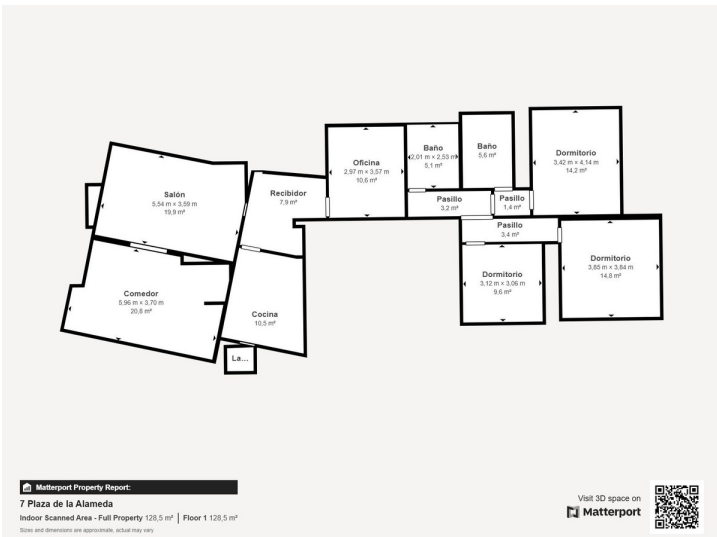 Salón
5,54 m × 3,59 m
19,9 m²
Recibidor
7,9 m²
Oficina
2,97 m × 3,57 m
10,6 m²
Baño
2,01 m × 2,53 m
5,1 m²
Baño
5,6 m²
Dormitorio
3,42 m × 4,14 m
14,2 m²
Pasillo
3,2 m²
Pasillo
1,4 m²
Pasillo
3,4 m²
Dormitorio
3,12 m × 3,06 m
9,6 m²
Dormitorio
3,85 m × 3,84 m
14,8 m²
Comedor
5,96 m × 3,70 m
20,8 m²
Cocina
10,5 m²
La...
Matterport Property Report:
7 Plaza de la Alameda
Indoor Scanned Area - Full Property 128,5 m² | Floor 1 128,5 m²
Sizes and dimensions are approximate, actual may vary
Visit 3D space on
Matterport